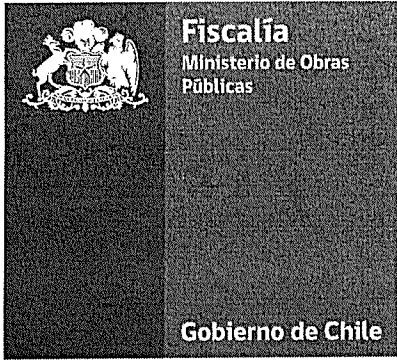 Fiscalía
Ministerio de Obras
Públicas
Gobierno de Chile